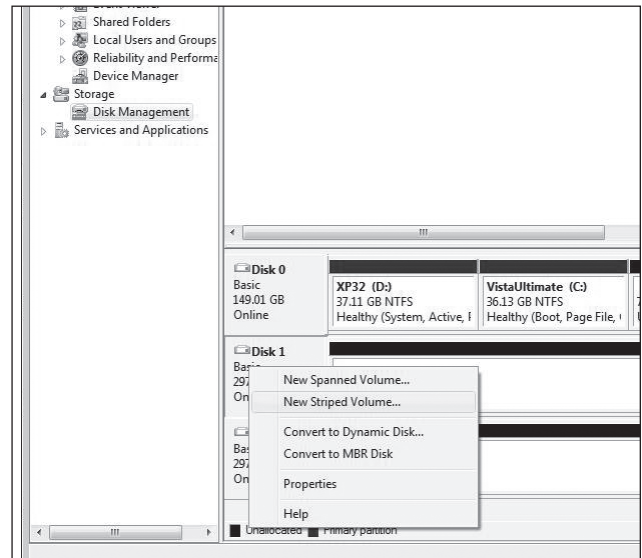 Shared Folders
Local Users and Groups
Reliability and Performa
Device Manager
Storage
Disk Management
Services and Applications
Disk 0
Basic
149.01 GB
Online
XP32 (D:)
37.11 GB NTFS
Healthy (System, Active,
VistaUltimate (C:)
36.13 GB NTFS
Healthy (Boot, Page File,
Disk 1
New Spanned Volume...
New Striped Volume...
Convert to Dynamic Disk...
Convert to MBR Disk
Properties
Help
Unallocated
Primary partition